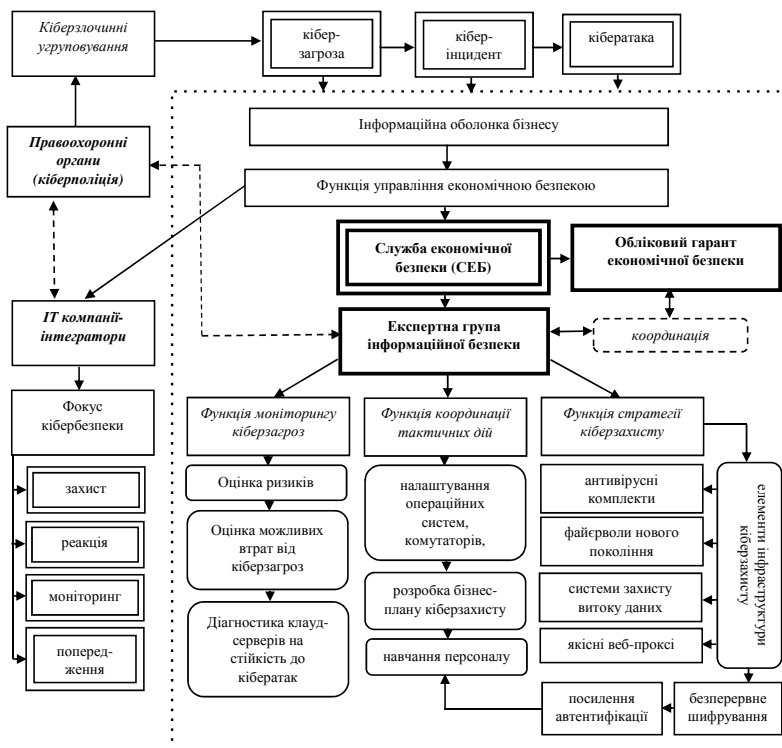 Кіберзлочинні
угруповування
кібер-
загроза
кібер-
інцидент
кібератака
Інформаційна оболонка бізнесу
Правоохоронні
органи
(кіберполіція)
Функція управління економічною безпекою
Служба економічної
безпеки (СЕБ)
Обліковий гарант
економічної безпеки
ІТ компанії-
інтегратори
Експертна група
інформаційної безпеки
координація
Фокус
кібербезпеки
Функція моніторингу
кіберзагроз
Функція координації
тактичних дій
Функція стратегії
кіберзахисту
захист
реакція
моніторинг
поперед-
ження
Оцінка ризиків
Оцінка можливих
втрат від
кіберзагроз
Діагностика клауд-
серверів на
стійкість до
кібератак
налаштування
операційних
систем,
комутаторів,
розробка бізнес-
плану кіберзахисту
навчання персоналу
антивірусні
комплекти
файєрволи нового
покоління
системи захисту
витоку даних
якісні веб-проксі
елементи інфраструктури
кіберзахисту
посилення
автентифікації
безперервне
шифрування